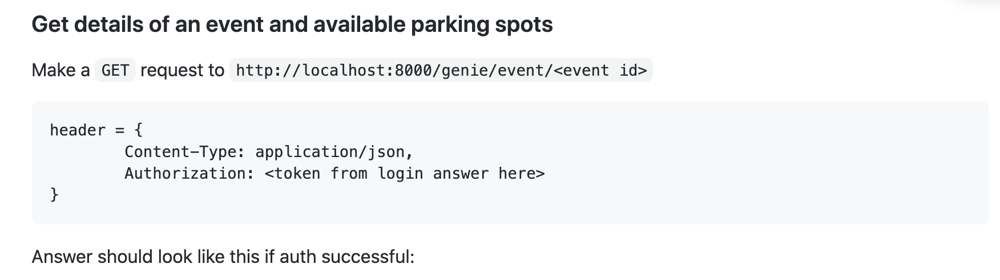 Get details of an event and available parking spots
Make a GET request to http://localhost:8000/genie/event/<event id>
header = {
Content-Type: application/json,
Authorization: <token from login answer here>
}
Answer should look like this if auth successful: